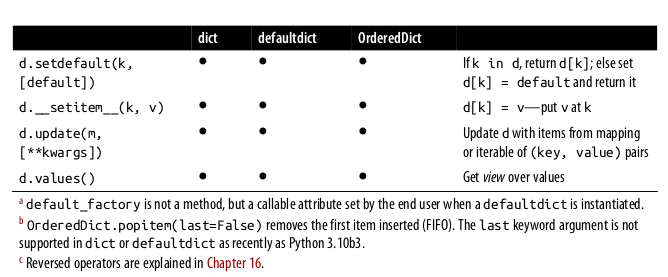 dict defaultdict OrderedDict
d.setdefault(k, ● ● ● If k in d, return d[k]; else set
[default]) d[k] = default and return it
d.__setitem__(k, v) ● ● ● d[k] = v—put v at k
d.update(m, ● ● ● Update d with items from mapping
[**kwargs]) or iterable of (key, value) pairs
d.values() ● ● ● Get view over values
a default_factory is not a method, but a callable attribute set by the end user when a defaultdict is instantiated.
b OrderedDict.popitem(last=False) removes the first item inserted (FIFO). The last keyword argument is not
supported in dict or defaultdict as recently as Python 3.10b3.
c Reversed operators are explained in Chapter 16.